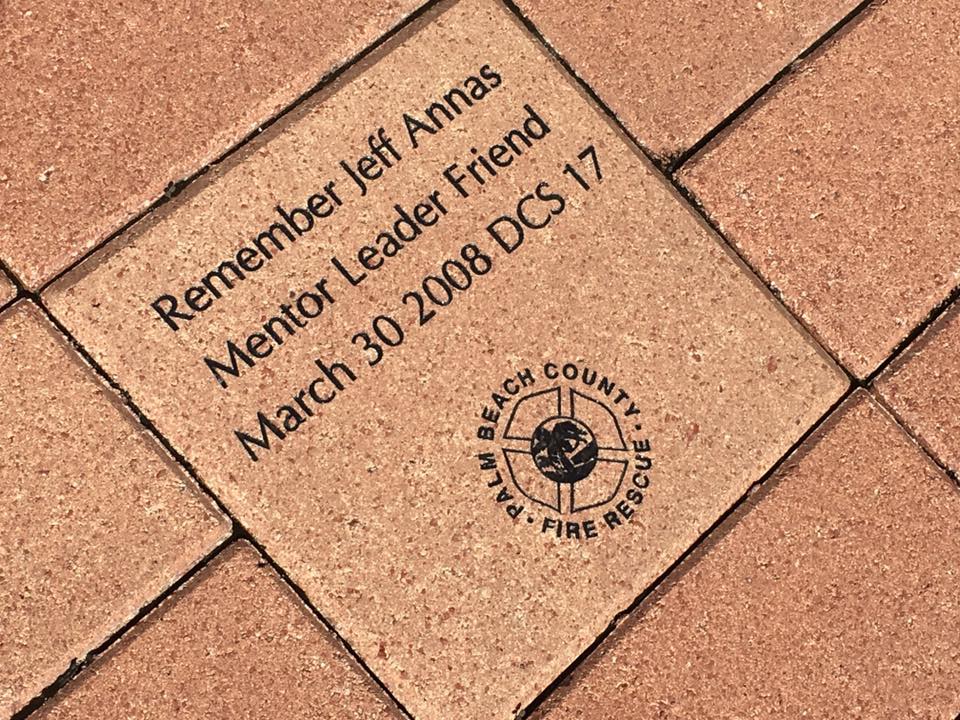 Remember Jeff Annas
Mentor Leader Friend
March 30 2008 DCS 17
PALM BEACH COUNTY · FIRE RESCUE ·